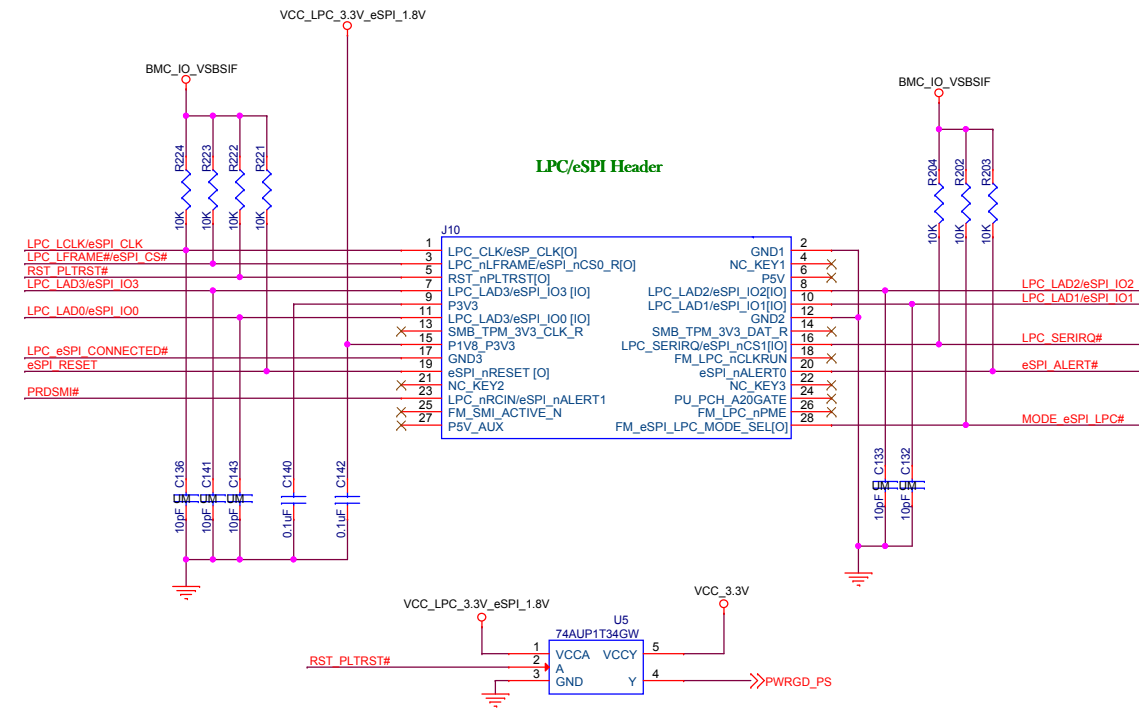 VCC_LPC_3.3V_eSPI_1.8V
BMC_IO_VSBSIF
BMC_IO_VSBSIF
R224
R223
R222
R221
10K
10K
10K
10K
LPC/eSPI Header
R204
R202
R203
10K
10K
10K
J10
LPC_LCLK/eSPI_CLK
LPC_LFRAME#/eSPI_CS#
RST_PLTRST#
LPC_LAD3/eSPI_IO3
LPC_LAD0/eSPI_IO0
LPC_eSPI_CONNECTED#
eSPI_RESET
PRDSMI#
1 LPC_CLK/eSP_CLK[O]
3 LPC_nLFRAME/eSPI_nCS0_R[O]
5 RST_nPLTRST[O]
7 LPC_LAD3/eSPI_IO3 [IO]
9 P3V3
11 LPC_LAD3/eSPI_IO0 [IO]
13 SMB_TPM_3V3_CLK_R
15 P1V8_P3V3
17 GND3
19 eSPI_nRESET [O]
21 NC_KEY2
23 LPC_nRCIN/eSPI_nALERT1
25 FM_SMI_ACTIVE_N
27 P5V_AUX
GND1 2
NC_KEY1 4
P5V 6
LPC_LAD2/eSPI_IO2[IO] 8
LPC_LAD1/eSPI_IO1[IO] 10
GND2 12
SMB_TPM_3V3_DAT_R 14
LPC_SERIRQ/eSPI_nCS1[IO] 16
FM_LPC_nCLKRUN 18
eSPI_nALERT0 20
NC_KEY3 22
PU_PCH_A20GATE 24
FM_LPC_nPME 26
FM_eSPI_LPC_MODE_SEL[O] 28
LPC_LAD2/eSPI_IO2
LPC_LAD1/eSPI_IO1
LPC_SERIRQ#
eSPI_ALERT#
MODE_eSPI_LPC#
C136
C141
C143
C140
C142
UM
UM
UM
10pF
10pF
10pF
0.1uF
0.1uF
C133
C132
UM
UM
10pF
10pF
VCC_LPC_3.3V_eSPI_1.8V
VCC_3.3V
U5
74AUP1T34GW
RST_PLTRST#
1 VCCA VCCY 5
2 A
3 GND Y 4
PWRGD_PS